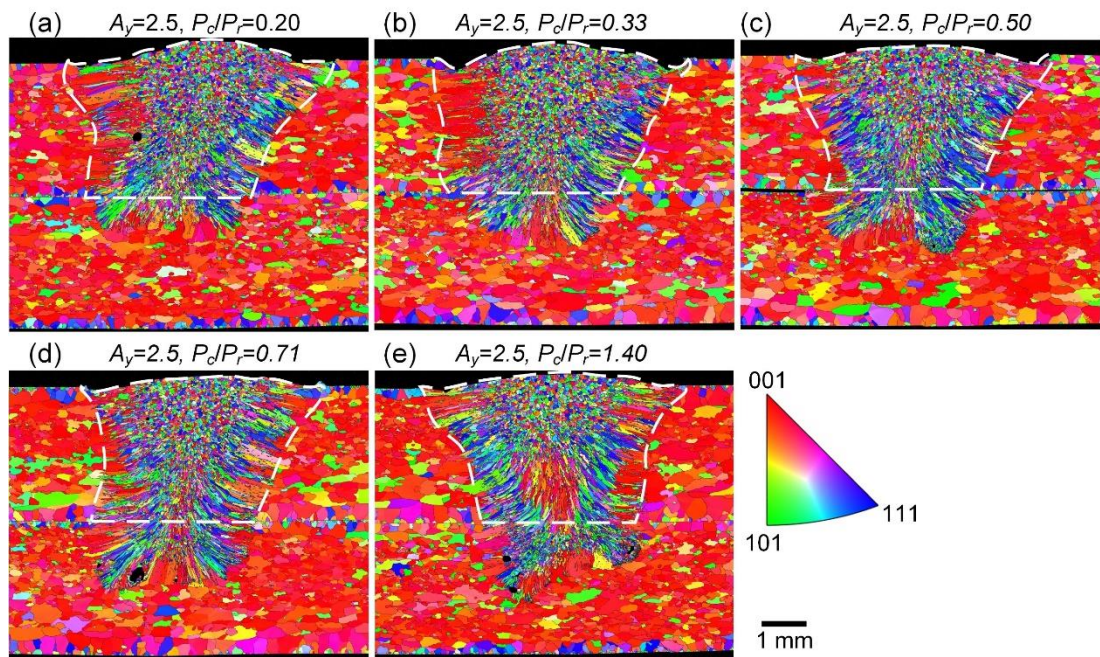 (a) A_y=2.5, P_c/P_r=0.20
(b) A_y=2.5, P_c/P_r=0.33
(c) A_y=2.5, P_c/P_r=0.50
(d) A_y=2.5, P_c/P_r=0.71
(e) A_y=2.5, P_c/P_r=1.40
001
111
101
1 mm